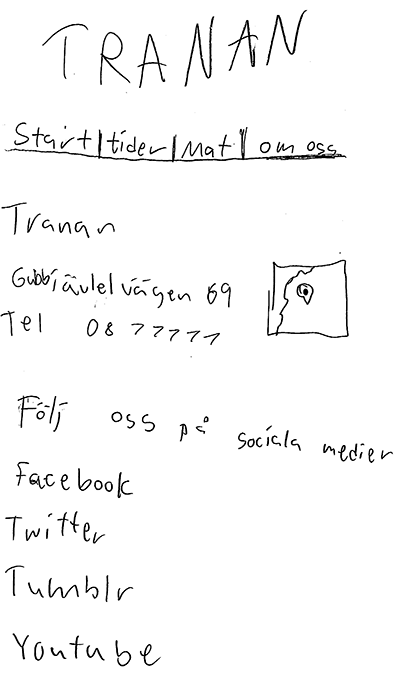 TRANAN
Start|tider|Mat|om oss
Tranan
Gubbjävlelvägen 69
Tel 08 77777
Följ oss på sociala medier
Facebook
Twitter
Tumblr
Youtube